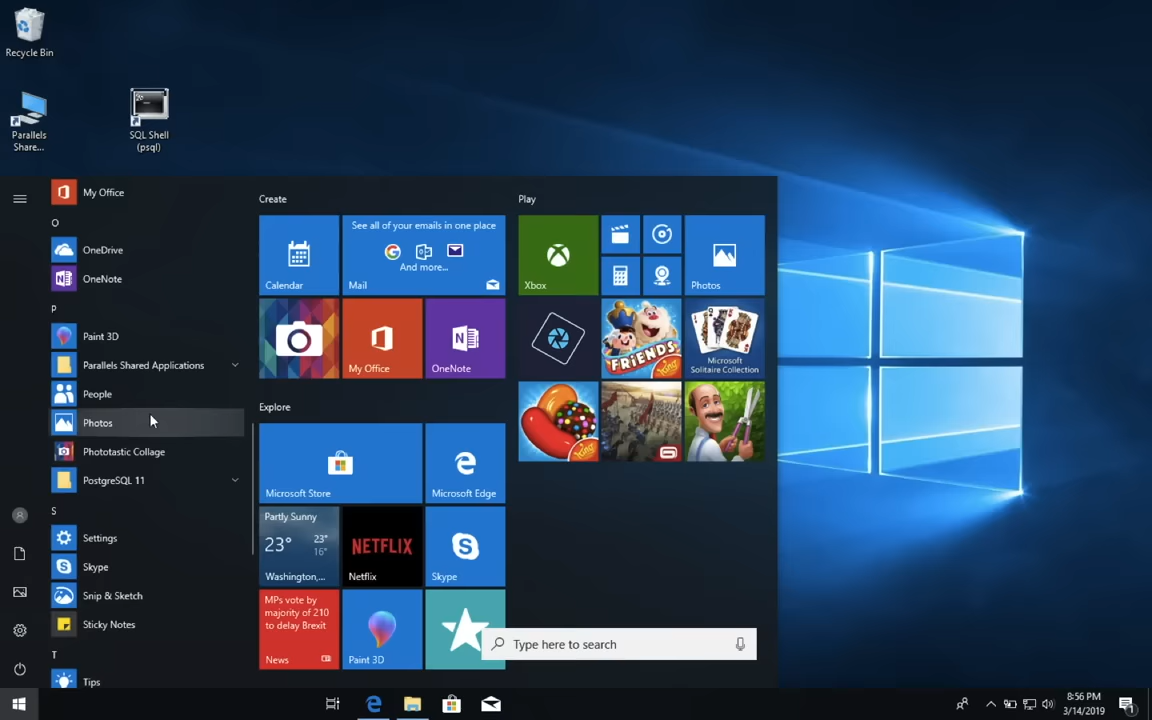 Recycle Bin
Parallels
Share...
SQL Shell
(psql)
My Office
O
OneDrive
OneNote
P
Paint 3D
Parallels Shared Applications
People
Photos
Phototastic Collage
PostgreSQL 11
S
Settings
Skype
Snip & Sketch
Sticky Notes
T
Tips
Create
Calendar
See all of your emails in one place
And more...
Mail
My Office
OneNote
Explore
Microsoft Store
Microsoft Edge
Partly Sunny
23°
23°
16°
Washington,...
NETFLIX
Netflix
Skype
MPs vote by
majority of 210
to delay Brexit
News
Paint 3D
Play
Xbox
Photos
FRIENDS
King
Microsoft
Solitaire Collection
King
Type here to search
8:56 PM
3/14/2019
1